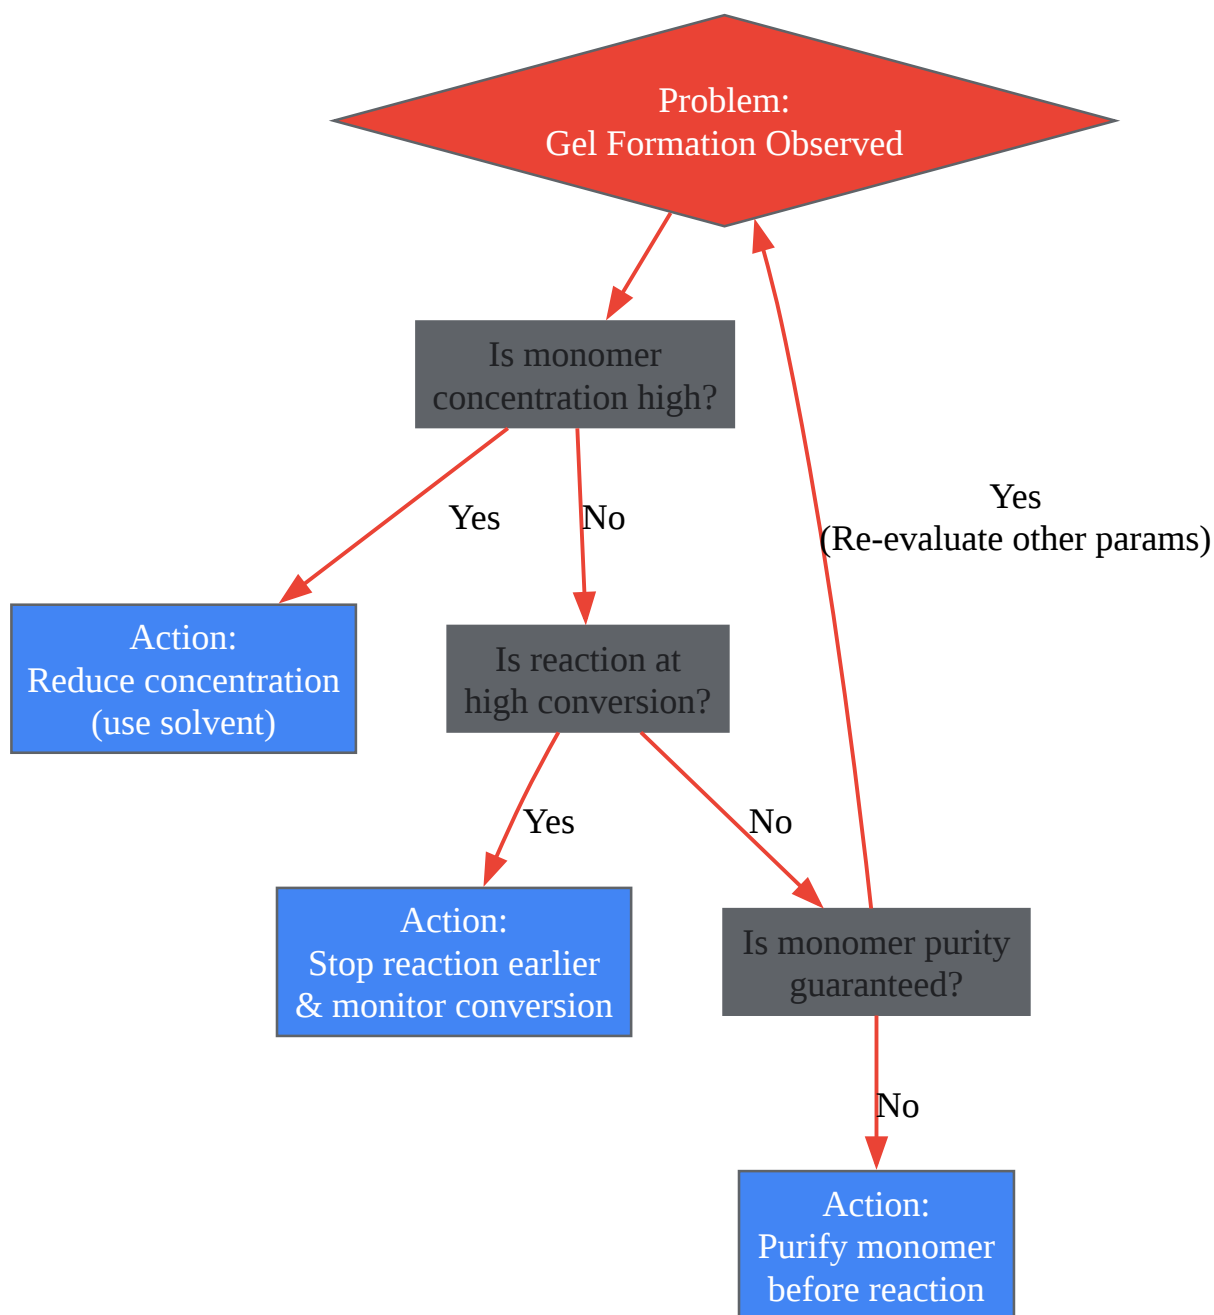 Problem:
Gel Formation Observed
Is monomer
concentration high?
Yes
No
Yes
(Re-evaluate other params)
Action:
Reduce concentration
(use solvent)
Is reaction at
high conversion?
Yes
No
Action:
Stop reaction earlier
& monitor conversion
Is monomer purity
guaranteed?
No
Action:
Purify monomer
before reaction